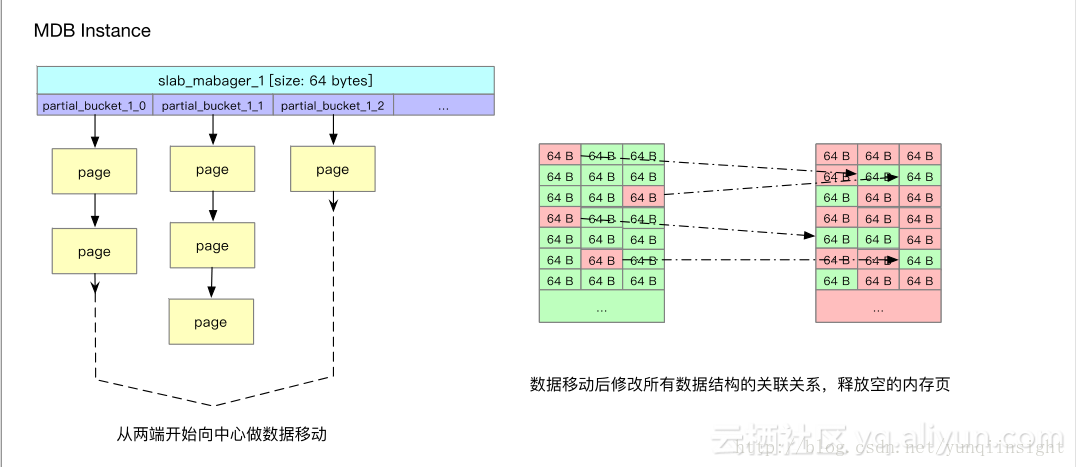 MDB Instance
slab_mabager_1 [size: 64 bytes]
partial_bucket_1_0 partial_bucket_1_1 partial_bucket_1_2 ...
page page page
page page
page
从两端开始向中心做数据移动
64 B 64 B 64 B
64 B 64 B 64 B
64 B 64 B 64 B
64 B 64 B 64 B
64 B 64 B 64 B
64 B 64 B 64 B
64 B 64 B 64 B
...
64 B 64 B 64 B
64 B 64 B 64 B
64 B 64 B 64 B
64 B 64 B 64 B
64 B 64 B 64 B
64 B 64 B 64 B
64 B 64 B 64 B
...
数据移动后修改所有数据结构的关联关系，释放空的内存页
云栖社区 yq.aliyun.com
http://blog.csdn.net/yunqiinsight